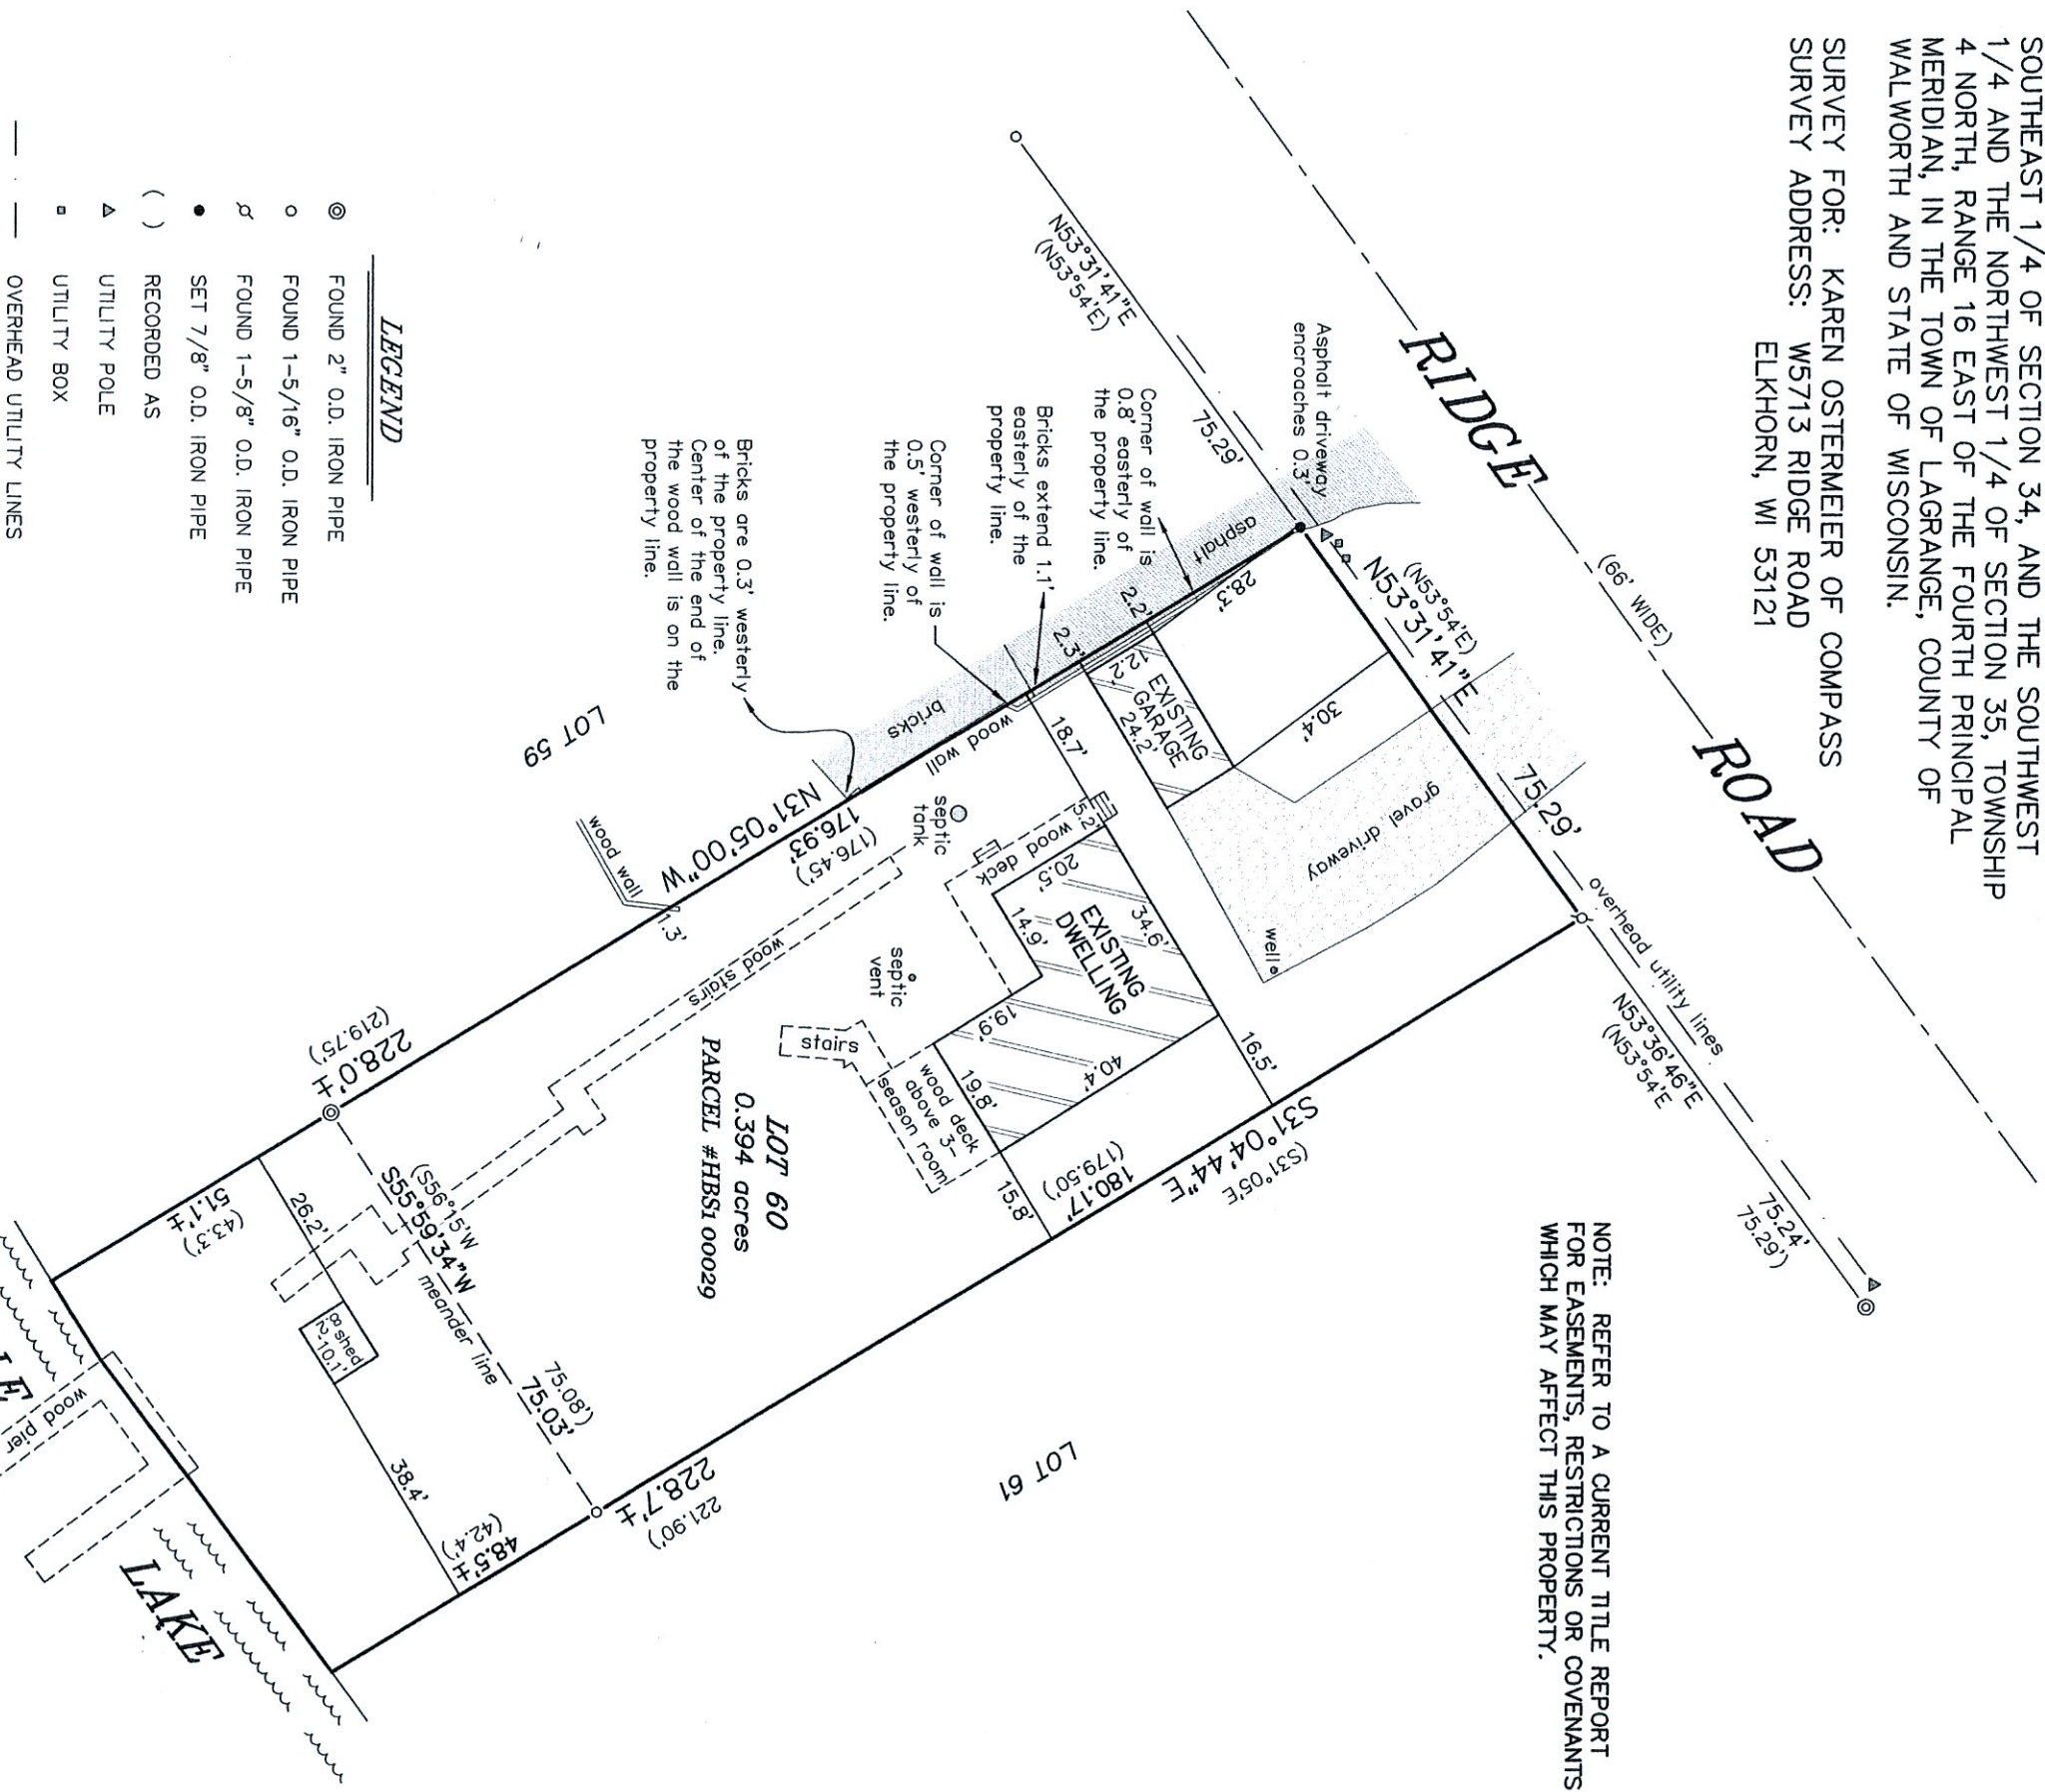 SOUTHEAST 1/4 OF SECTION 34, AND THE SOUTHWEST
1/4 AND THE NORTHWEST 1/4 OF SECTION 35, TOWNSHIP
4 NORTH, RANGE 16 EAST OF THE FOURTH PRINCIPAL
MERIDIAN, IN THE TOWN OF LAGRANGE, COUNTY OF
WALWORTH AND STATE OF WISCONSIN.
SURVEY FOR: KAREN OSTERMEIER OF COMPASS
SURVEY ADDRESS: W5713 RIDGE ROAD
ELKHORN, WI 53121
RIDGE
ROAD
(66' WIDE)
NOTE: REFER TO A CURRENT TITLE REPORT
FOR EASEMENTS, RESTRICTIONS OR COVENANTS
WHICH MAY AFFECT THIS PROPERTY.
N53°31'41"E
(N53°54'E)
75.29'
Asphalt driveway
encroaches 0.3'
(N53°54'E)
N53°31'41"E
75.29'
overhead utility lines
N53°36'46"E
(N53°54'E
75.24'
75.29')
Corner of wall is
0.8' easterly of
the property line.
Bricks extend 1.1'
easterly of the
property line.
Corner of wall is
0.5' westerly of
the property line.
Bricks are 0.3' westerly
of the property line.
Center of the end of
the wood wall is on the
property line.
asphalt
28.3'
2.2'
2.3'
12.2'
EXISTING
GARAGE
24.2'
30.4'
gravel driveway
well
bricks
wood wall
18.7'
5.2'
wood deck
20.5'
34.6'
14.9'
EXISTING
DWELLING
16.5'
19.9'
40.4'
19.8'
15.8'
wood deck
above 3-
season room
stairs
septic
tank
septic
vent
wood stairs
LOT 59
wood wall
1.3'
N31°05'00"W
176.93'
(176.45')
228.0'±
(219.75')
LOT 60
0.394 acres
PARCEL #HBS1 00029
(S31°05'E
S31°04'44"E
180.17'
(179.50')
228.7'±
221.90')
LOT 61
(S56°15'W
S55°59'34"W
meander line
75.08')
75.03'
51.1'±
(43.3')
26.2'
shed
8.2'
10.1'
38.4'
48.5'±
(42.4')
wood pier
LAKE
LEGEND
FOUND 2" O.D. IRON PIPE
FOUND 1-5/16" O.D. IRON PIPE
FOUND 1-5/8" O.D. IRON PIPE
SET 7/8" O.D. IRON PIPE
( ) RECORDED AS
UTILITY POLE
UTILITY BOX
OVERHEAD UTILITY LINES